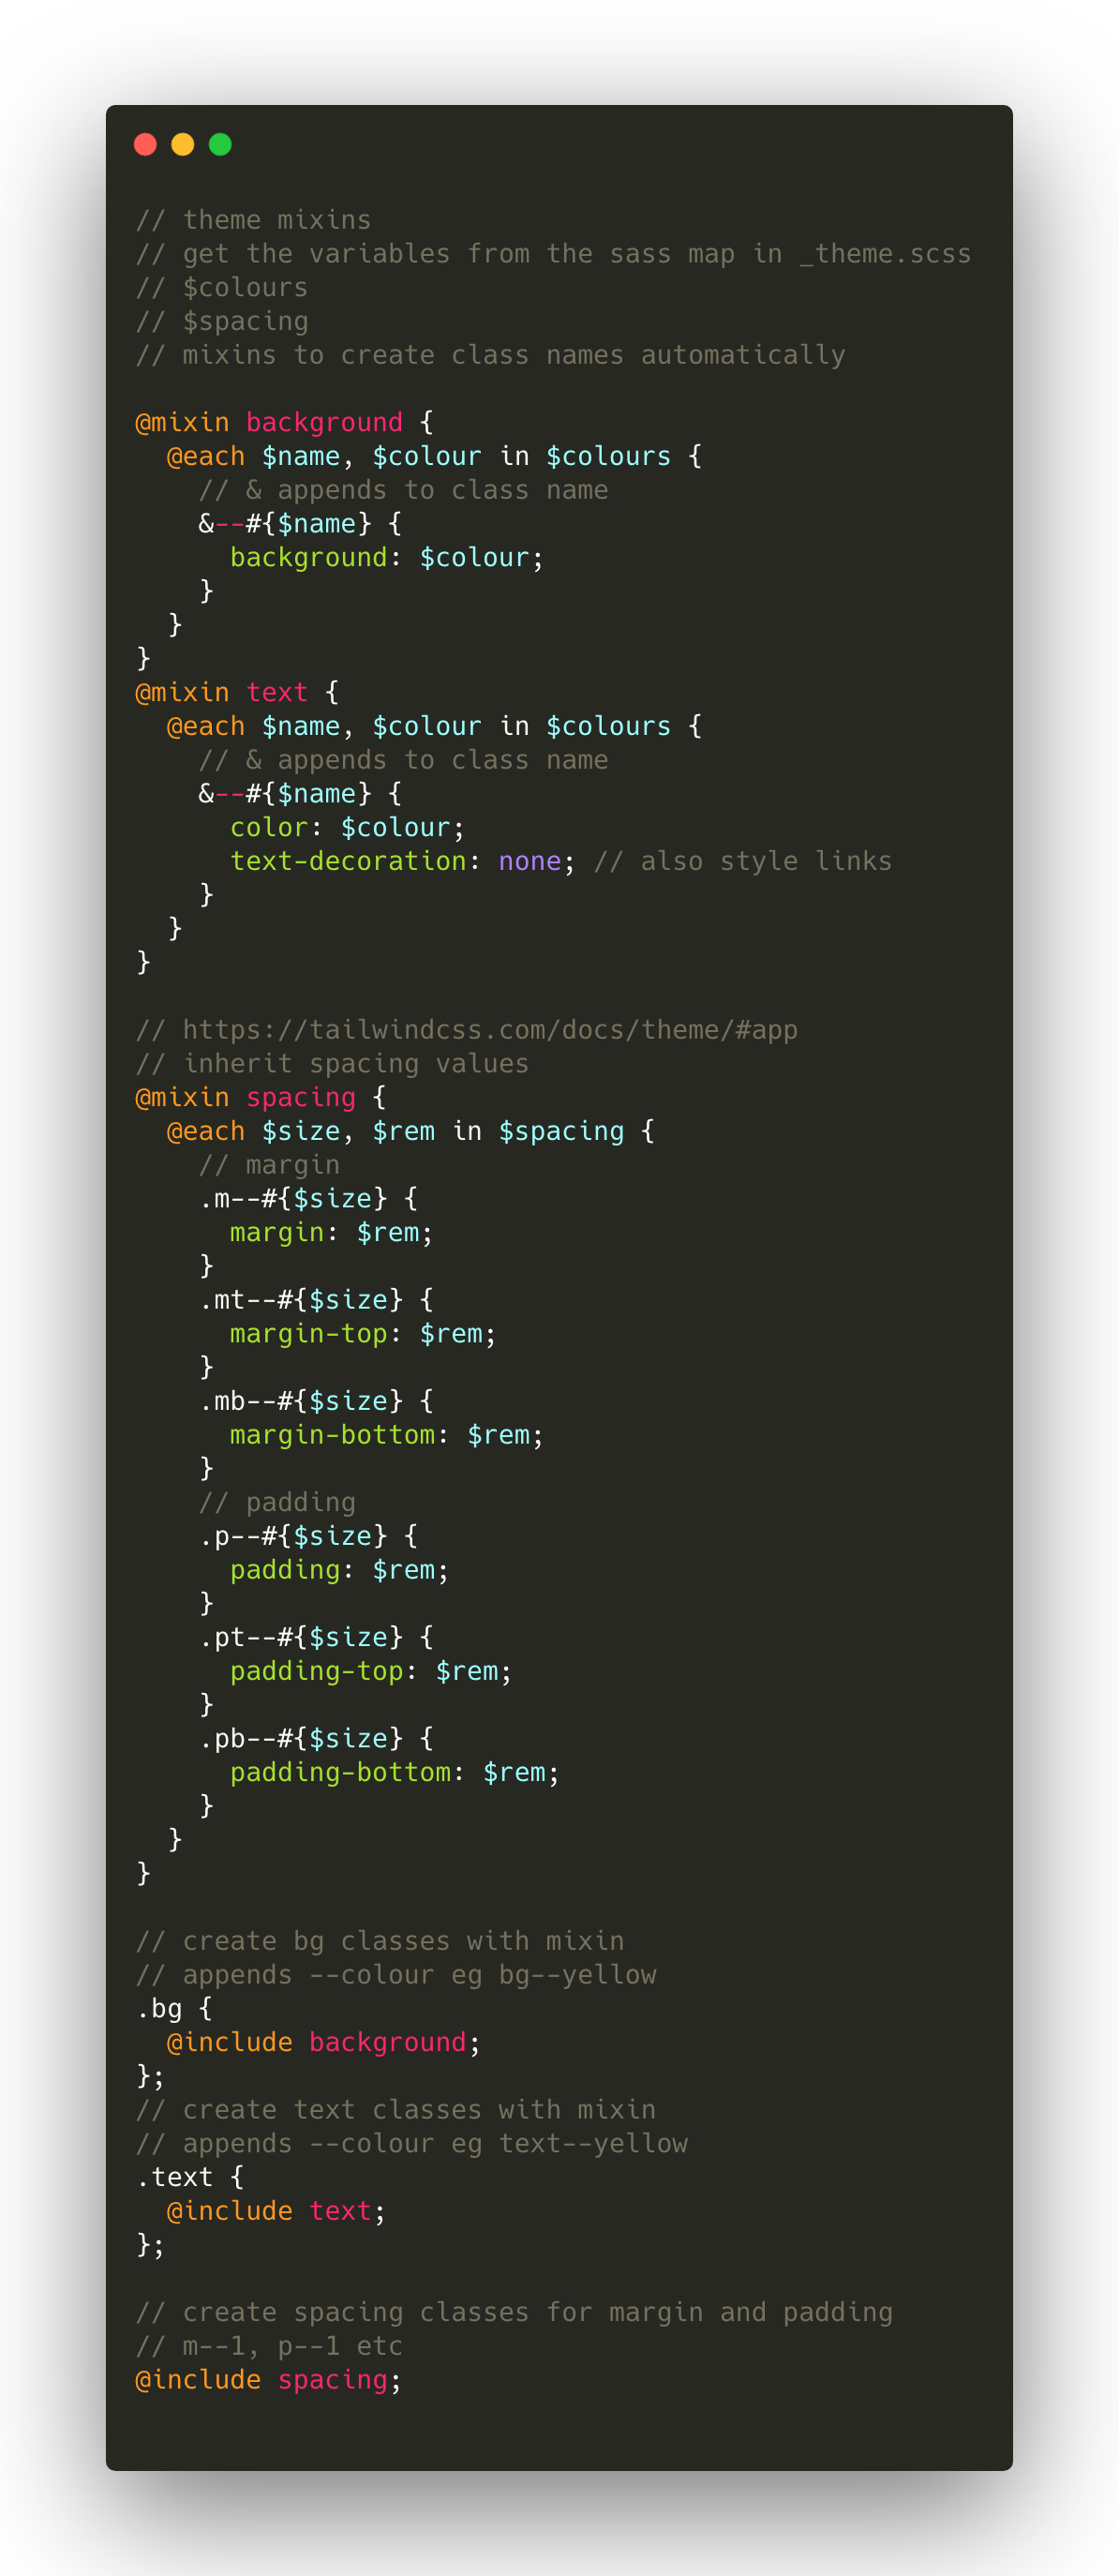 // theme mixins
// get the variables from the sass map in _theme.scss
// $colours
// $spacing
// mixins to create class names automatically

@mixin background {
  @each $name, $colour in $colours {
    // & appends to class name
    &--#{$name} {
      background: $colour;
    }
  }
}
@mixin text {
  @each $name, $colour in $colours {
    // & appends to class name
    &--#{$name} {
      color: $colour;
      text-decoration: none; // also style links
    }
  }
}

// https://tailwindcss.com/docs/theme/#app
// inherit spacing values
@mixin spacing {
  @each $size, $rem in $spacing {
    // margin
    .m--#{$size} {
      margin: $rem;
    }
    .mt--#{$size} {
      margin-top: $rem;
    }
    .mb--#{$size} {
      margin-bottom: $rem;
    }
    // padding
    .p--#{$size} {
      padding: $rem;
    }
    .pt--#{$size} {
      padding-top: $rem;
    }
    .pb--#{$size} {
      padding-bottom: $rem;
    }
  }
}

// create bg classes with mixin
// appends --colour eg bg--yellow
.bg {
  @include background;
};
// create text classes with mixin
// appends --colour eg text--yellow
.text {
  @include text;
};

// create spacing classes for margin and padding
// m--1, p--1 etc
@include spacing;